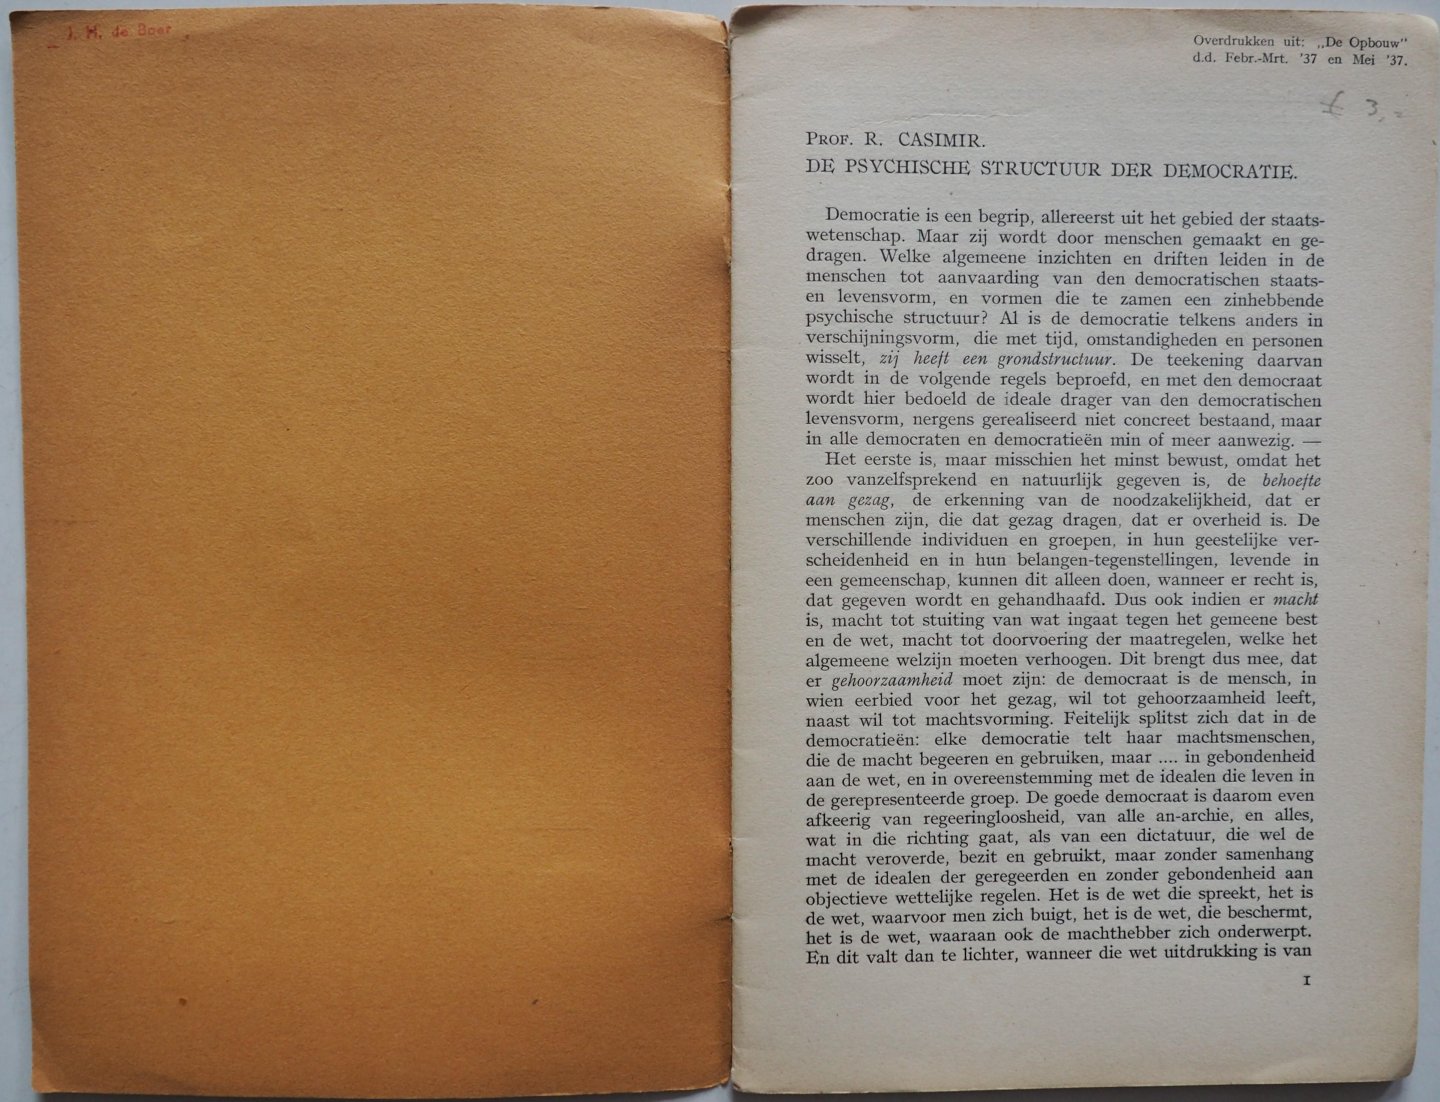 J. H. de Boer
Overdrukken uit: „De Opbouw"
d.d. Febr.-Mrt. '37 en Mei '37.
3,=
PROF. R. CASIMIR.
DE PSYCHISCHE STRUCTUUR DER DEMOCRATIE.
Democratie is een begrip, allereerst uit het gebied der staats-
wetenschap. Maar zij wordt door menschen gemaakt en ge-
dragen. Welke algemeene inzichten en driften leiden in de
menschen tot aanvaarding van den democratischen staats-
en levensvorm, en vormen die te zamen een zinhebbende
psychische structuur? Al is de democratie telkens anders in
verschijningsvorm, die met tijd, omstandigheden en personen
wisselt, zij heeft een grondstructuur. De teekening daarvan
wordt in de volgende regels beproefd, en met den democraat
wordt hier bedoeld de ideale drager van den democratischen
levensvorm, nergens gerealiseerd niet concreet bestaand, maar
in alle democraten en democratieën min of meer aanwezig. —
Het eerste is, maar misschien het minst bewust, omdat het
zoo vanzelfsprekend en natuurlijk gegeven is, de behoefte
aan gezag, de erkenning van de noodzakelijkheid, dat er
menschen zijn, die dat gezag dragen, dat er overheid is. De
verschillende individuen en groepen, in hun geestelijke ver-
scheidenheid en in hun belangen-tegenstellingen, levende in
een gemeenschap, kunnen dit alleen doen, wanneer er recht is,
dat gegeven wordt en gehandhaafd. Dus ook indien er macht
is, macht tot stuiting van wat ingaat tegen het gemeene best
en de wet, macht tot doorvoering der maatregelen, welke het
algemeene welzijn moeten verhoogen. Dit brengt dus mee, dat
er gehoorzaamheid moet zijn: de democraat is de mensch, in
wien eerbied voor het gezag, wil tot gehoorzaamheid leeft,
naast wil tot machtsvorming. Feitelijk splitst zich dat in de
democratieën: elke democratie telt haar machtsmenschen,
die de macht begeeren en gebruiken, maar .... in gebondenheid
aan de wet, en in overeenstemming met de idealen die leven in
de gerepresenteerde groep. De goede democraat is daarom even
afkeerig van regeeringloosheid, van alle an-archie, en alles,
wat in die richting gaat, als van een dictatuur, die wel de
macht veroverde, bezit en gebruikt, maar zonder samenhang
met de idealen der geregeerden en zonder gebondenheid aan
objectieve wettelijke regelen. Het is de wet die spreekt, het is
de wet, waarvoor men zich buigt, het is de wet, die beschermt,
het is de wet, waaraan ook de machthebber zich onderwerpt.
En dit valt dan te lichter, wanneer die wet uitdrukking is van
1